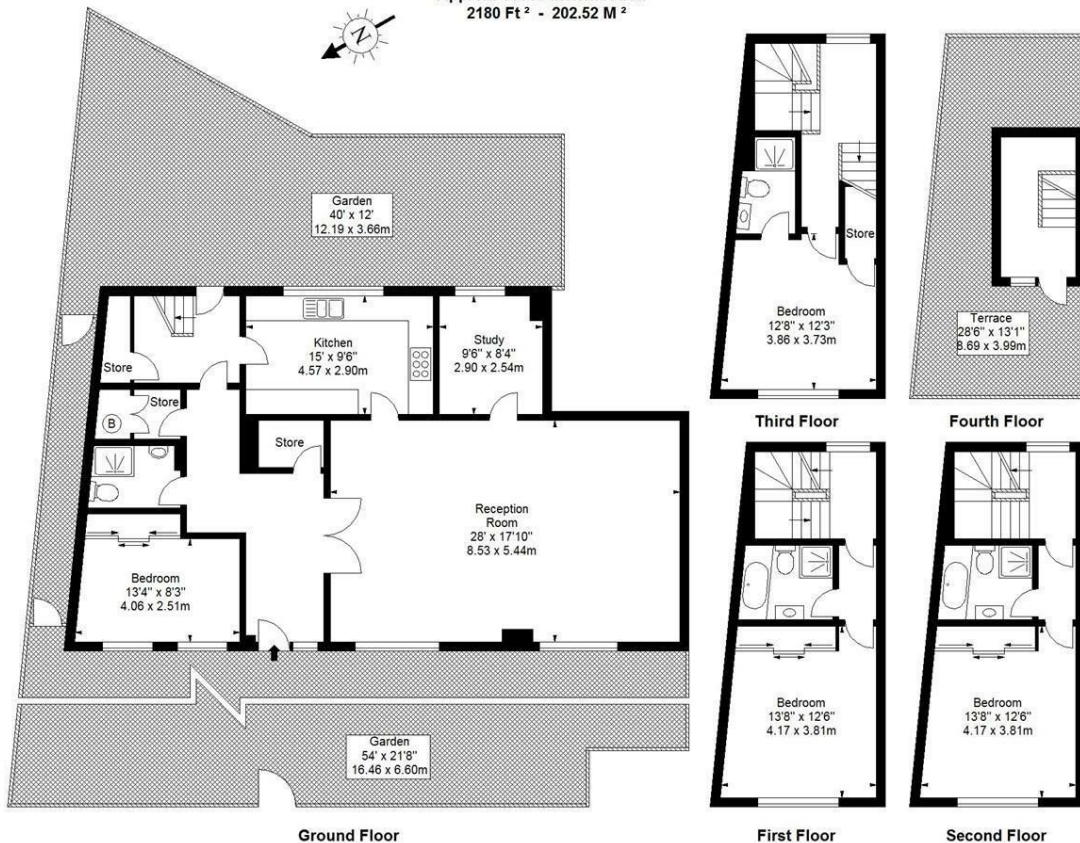 2180 Ft ² - 202.52 M ²
N
Garden
40' x 12'
12.19 x 3.66m
Store
Kitchen
15' x 9'6"
4.57 x 2.90m
Study
9'6" x 8'4"
2.90 x 2.54m
Store
B
Store
Reception
Room
28' x 17'10"
8.53 x 5.44m
Bedroom
13'4" x 8'3"
4.06 x 2.51m
Garden
54' x 21'8"
16.46 x 6.60m
Ground Floor
Store
Bedroom
12'8" x 12'3"
3.86 x 3.73m
Third Floor
Terrace
28'6" x 13'1"
8.69 x 3.99m
Fourth Floor
Bedroom
13'8" x 12'6"
4.17 x 3.81m
First Floor
Bedroom
13'8" x 12'6"
4.17 x 3.81m
Second Floor